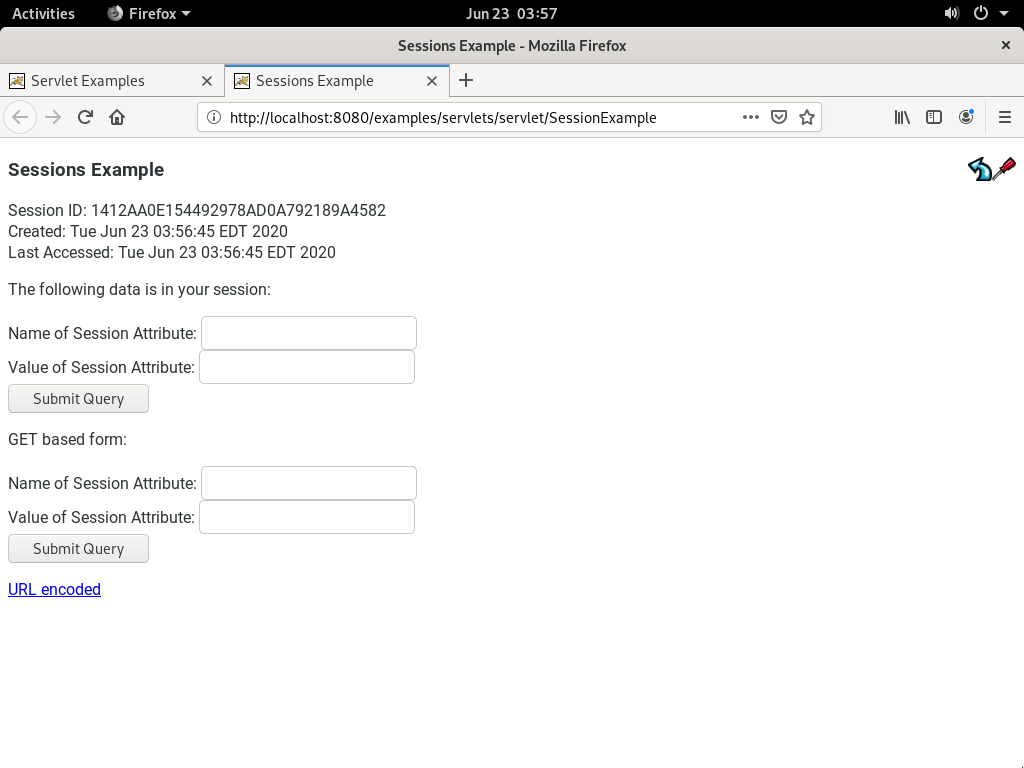 Activities Firefox Jun 23 03:57
Sessions Example - Mozilla Firefox
Servlet Examples Sessions Example
http://localhost:8080/examples/servlets/servlet/SessionExample
Sessions Example
Session ID: 1412AA0E154492978AD0A792189A4582
Created: Tue Jun 23 03:56:45 EDT 2020
Last Accessed: Tue Jun 23 03:56:45 EDT 2020
The following data is in your session:
Name of Session Attribute:
Value of Session Attribute:
Submit Query
GET based form:
Name of Session Attribute:
Value of Session Attribute:
Submit Query
URL encoded